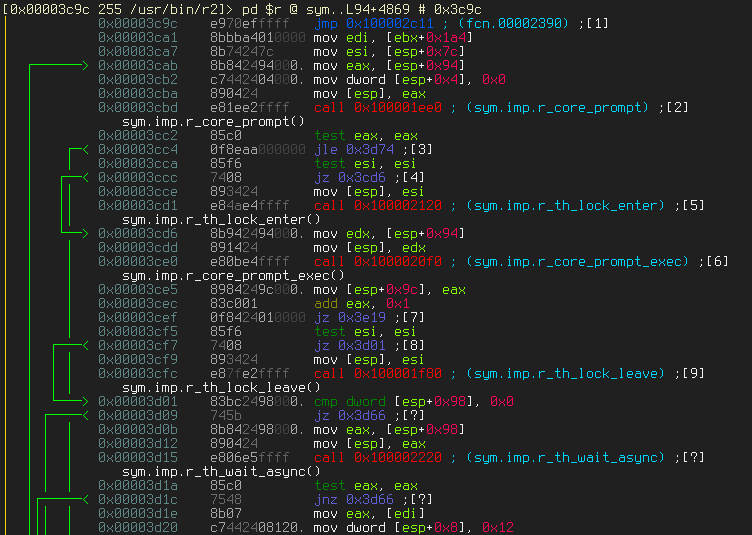 [0x00003c9c 255 /usr/bin/r2]> pd $r @ sym..L94+4869 # 0x3c9c
0x00003c9c e970efffff jmp 0x100002c11 ; (fcn.00002390) ;[1]
0x00003ca1 8bbba4010000 mov edi, [ebx+0x1a4]
0x00003ca7 8b74247c mov esi, [esp+0x7c]
0x00003cab 8b842494000. mov eax, [esp+0x94]
0x00003cb2 c7442404000. mov dword [esp+0x4], 0x0
0x00003cba 890424 mov [esp], eax
0x00003cbd e81ee2ffff call 0x100001ee0 ; (sym.imp.r_core_prompt) ;[2]
sym.imp.r_core_prompt()
0x00003cc2 85c0 test eax, eax
0x00003cc4 0f8eaa000000 jle 0x3d74 ;[3]
0x00003cca 85f6 test esi, esi
0x00003ccc 7408 jz 0x3cd6 ;[4]
0x00003cce 893424 mov [esp], esi
0x00003cd1 e84ae4ffff call 0x100002120 ; (sym.imp.r_th_lock_enter) ;[5]
sym.imp.r_th_lock_enter()
0x00003cd6 8b942494000. mov edx, [esp+0x94]
0x00003cdd 891424 mov [esp], edx
0x00003ce0 e80be4ffff call 0x1000020f0 ; (sym.imp.r_core_prompt_exec) ;[6]
sym.imp.r_core_prompt_exec()
0x00003ce5 8984249c000. mov [esp+0x9c], eax
0x00003cec 83c001 add eax, 0x1
0x00003cef 0f8424010000 jz 0x3e19 ;[7]
0x00003cf5 85f6 test esi, esi
0x00003cf7 7408 jz 0x3d01 ;[8]
0x00003cf9 893424 mov [esp], esi
0x00003cfc e87fe2ffff call 0x100001f80 ; (sym.imp.r_th_lock_leave) ;[9]
sym.imp.r_th_lock_leave()
0x00003d01 83bc2498000. cmp dword [esp+0x98], 0x0
0x00003d09 745b jz 0x3d66 ;[?]
0x00003d0b 8b842498000. mov eax, [esp+0x98]
0x00003d12 890424 mov [esp], eax
0x00003d15 e806e5ffff call 0x100002220 ; (sym.imp.r_th_wait_async) ;[?]
sym.imp.r_th_wait_async()
0x00003d1a 85c0 test eax, eax
0x00003d1c 7548 jnz 0x3d66 ;[?]
0x00003d1e 8b07 mov eax, [edi]
0x00003d20 c7442408120. mov dword [esp+0x8], 0x12